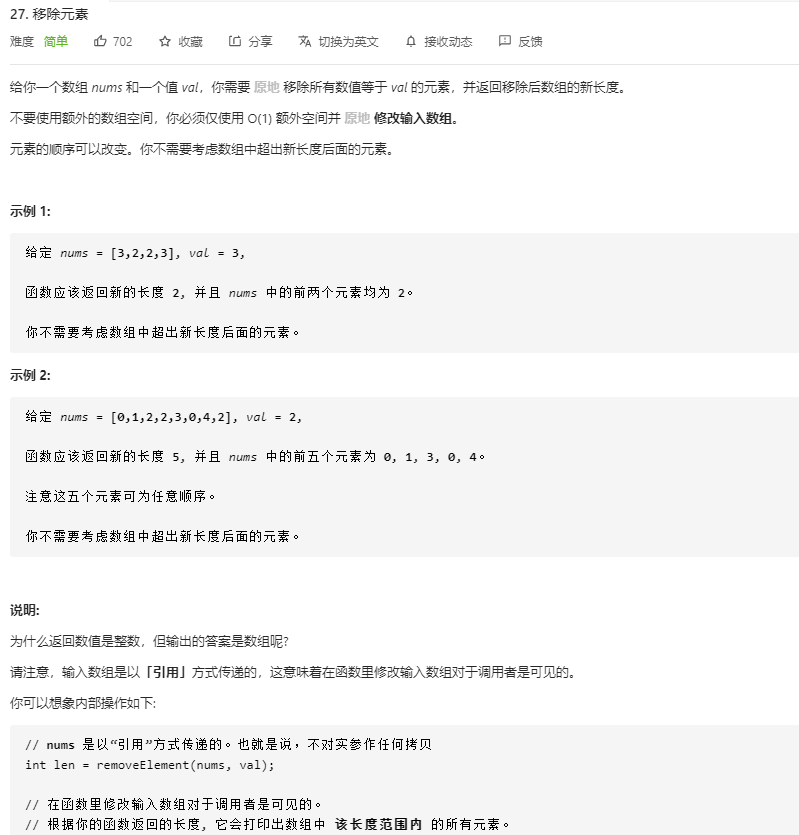 27. 移除元素
难度 简单 702 收藏 分享 切换为英文 接收动态 反馈
给你一个数组 nums 和一个值 val，你需要 原地 移除所有数值等于 val 的元素，并返回移除后数组的新长度。
不要使用额外的数组空间，你必须仅使用 O(1) 额外空间并 原地 修改输入数组。
元素的顺序可以改变。你不需要考虑数组中超出新长度后面的元素。
示例 1:
给定 nums = [3,2,2,3], val = 3,
函数应该返回新的长度 2, 并且 nums 中的前两个元素均为 2。
你不需要考虑数组中超出新长度后面的元素。
示例 2:
给定 nums = [0,1,2,2,3,0,4,2], val = 2,
函数应该返回新的长度 5, 并且 nums 中的前五个元素为 0, 1, 3, 0, 4。
注意这五个元素可为任意顺序。
你不需要考虑数组中超出新长度后面的元素。
说明:
为什么返回数值是整数，但输出的答案是数组呢?
请注意，输入数组是以「引用」方式传递的，这意味着在函数里修改输入数组对于调用者是可见的。
你可以想象内部操作如下:
// nums 是以“引用”方式传递的。也就是说，不对实参作任何拷贝
int len = removeElement(nums, val);
// 在函数里修改输入数组对于调用者是可见的。
// 根据你的函数返回的长度, 它会打印出数组中 该长度范围内 的所有元素。